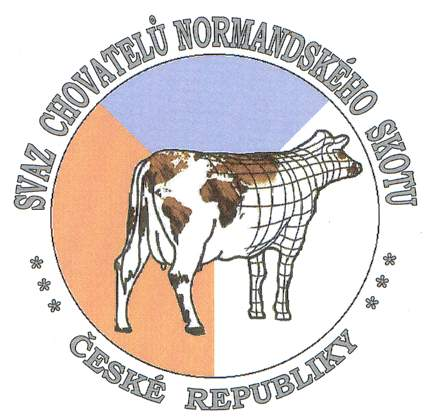 SVAZ CHOVATELŮ NORMANDSKÉHO SKOTU
*** ČESKÉ REPUBLIKY ***